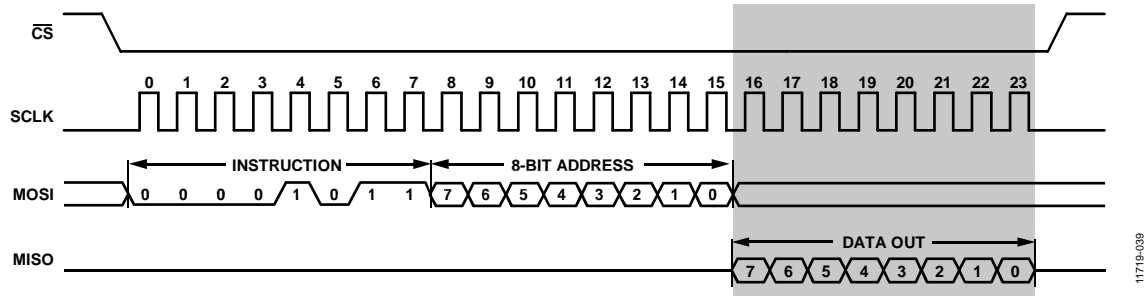 CS
0 1 2 3 4 5 6 7 8 9 10 11 12 13 14 15 16 17 18 19 20 21 22 23
SCLK
INSTRUCTION 8-BIT ADDRESS
MOSI 0 0 0 0 1 0 1 1 7 6 5 4 3 2 1 0
DATA OUT
MISO
7 6 5 4 3 2 1 0
11719-039